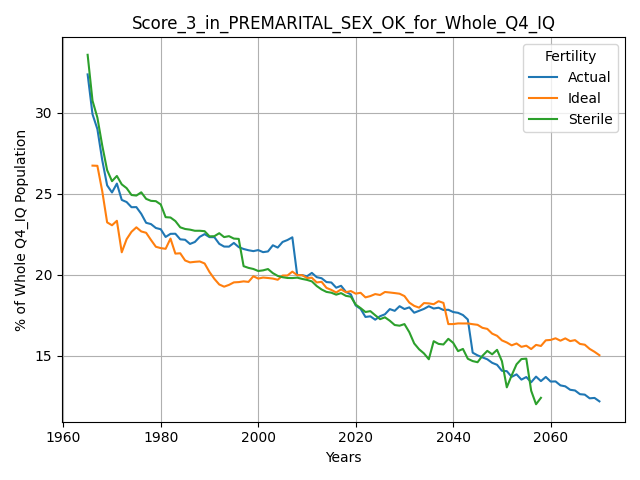 Score_3_in_PREMARITAL_SEX_OK_for_Whole_Q4_IQ
Fertility
Actual
Ideal
Sterile
% of Whole Q4_IQ Population
30
25
20
15
1960
1980
2000
2020
2040
2060
Years